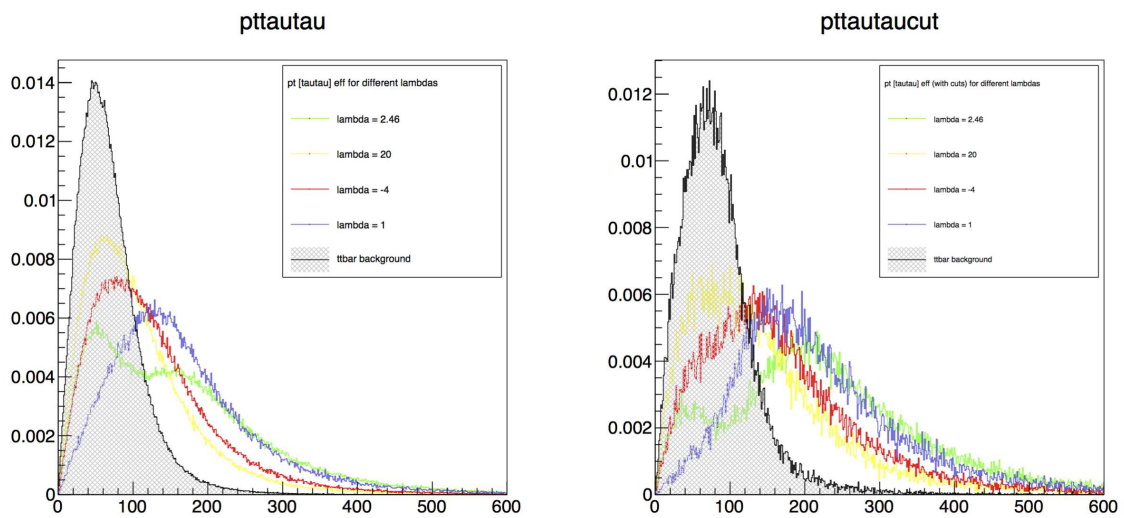 pttautau
0.014
0.012
0.01
0.008
0.006
0.004
0.002
0
0 100 200 300 400 500 600
pt [tautau] eff for different lambdas
lambda = 2.46
lambda = 20
lambda = -4
lambda = 1
ttbar background
pttautaucut
0.012
0.01
0.008
0.006
0.004
0.002
0
0 100 200 300 400 500 600
pt [tautau] eff (with cuts) for different lambdas
lambda = 2.46
lambda = 20
lambda = -4
lambda = 1
ttbar background